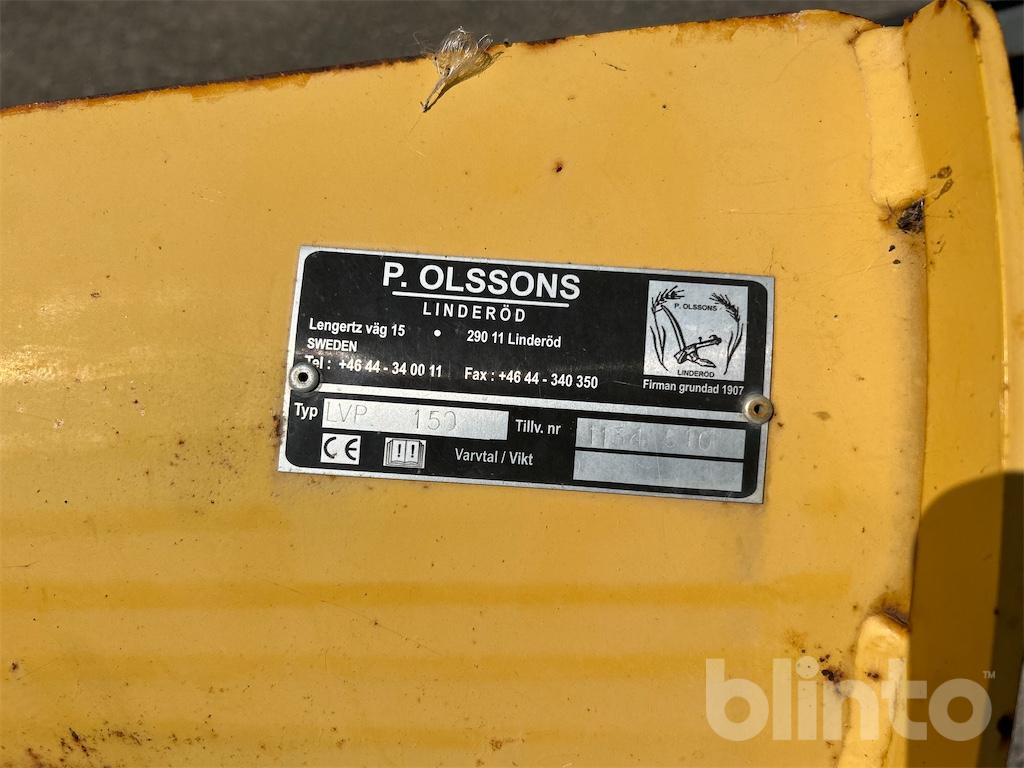 P. OLSSONS
LINDERÖD
Lengertz väg 15 • 290 11 Linderöd
SWEDEN
Tel : +46 44 - 34 00 11 Fax : +46 44 - 340 350
P. OLSSONS
LINDERÖD
Firman grundad 1907
Typ LVP 150 Tillv. nr
CE
Varvtal / Vikt
blinto™